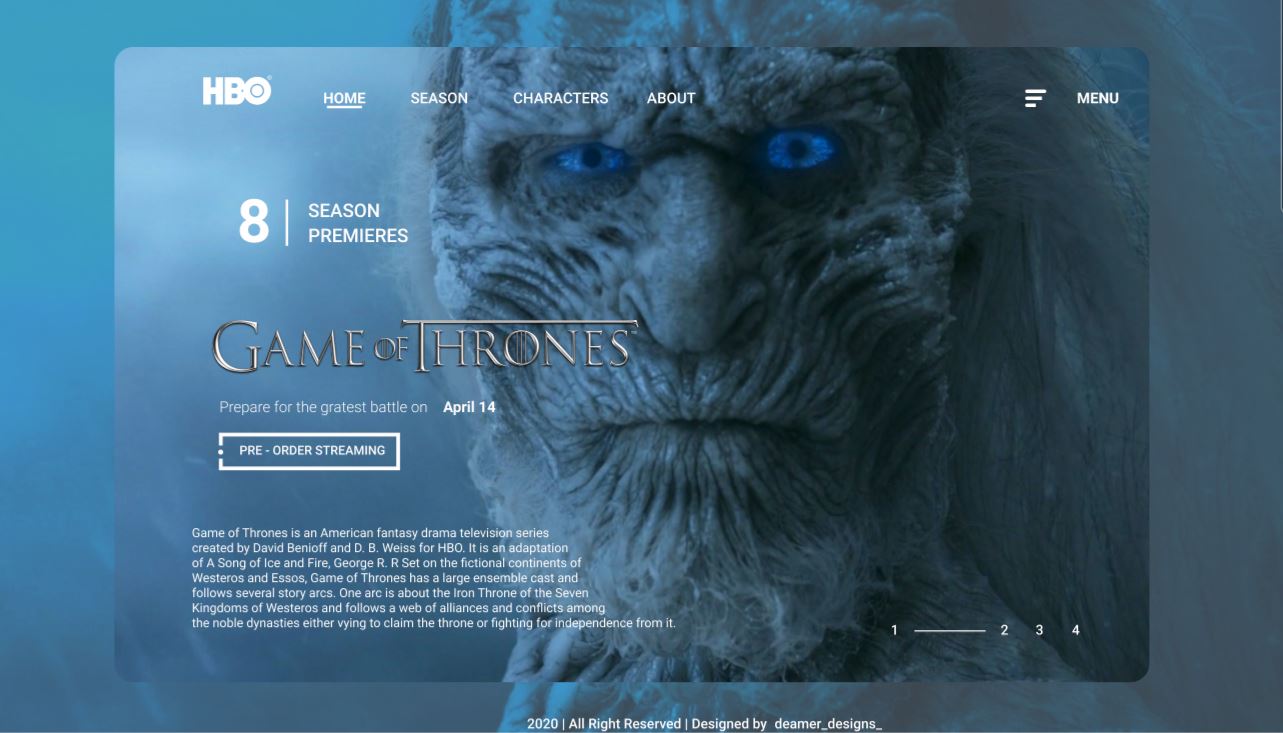 HBO®
HOME SEASON CHARACTERS ABOUT MENU
8 SEASON
PREMIERES
GAME OF THRONES™
Prepare for the gratest battle on April 14
PRE - ORDER STREAMING
Game of Thrones is an American fantasy drama television series
created by David Benioff and D. B. Weiss for HBO. It is an adaptation
of A Song of Ice and Fire, George R. R Set on the fictional continents of
Westeros and Essos, Game of Thrones has a large ensemble cast and
follows several story arcs. One arc is about the Iron Throne of the Seven
Kingdoms of Westeros and follows a web of alliances and conflicts among
the noble dynasties either vying to claim the throne or fighting for independence from it.
1 2 3 4
2020 | All Right Reserved | Designed by deamer_designs_